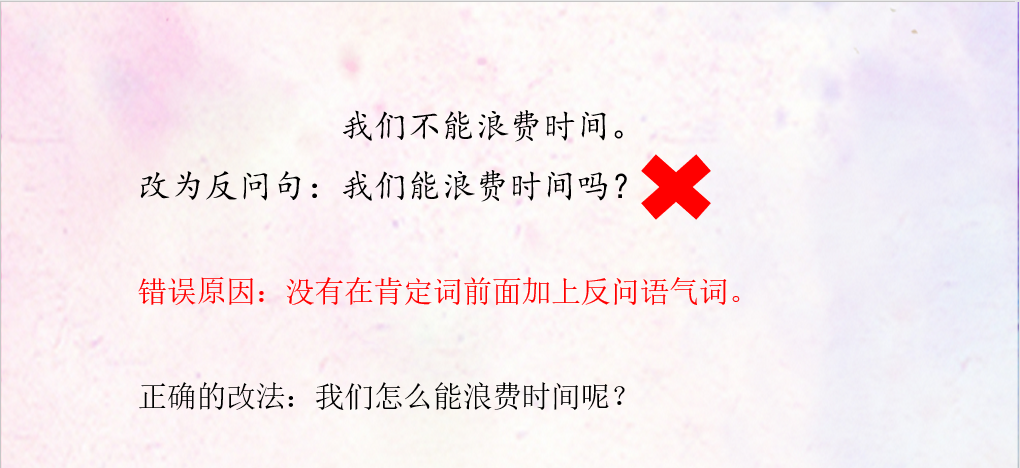 我们不能浪费时间。
改为反问句：我们能浪费时间吗？
错误原因：没有在肯定词前面加上反问语气词。
正确的改法：我们怎么能浪费时间呢？